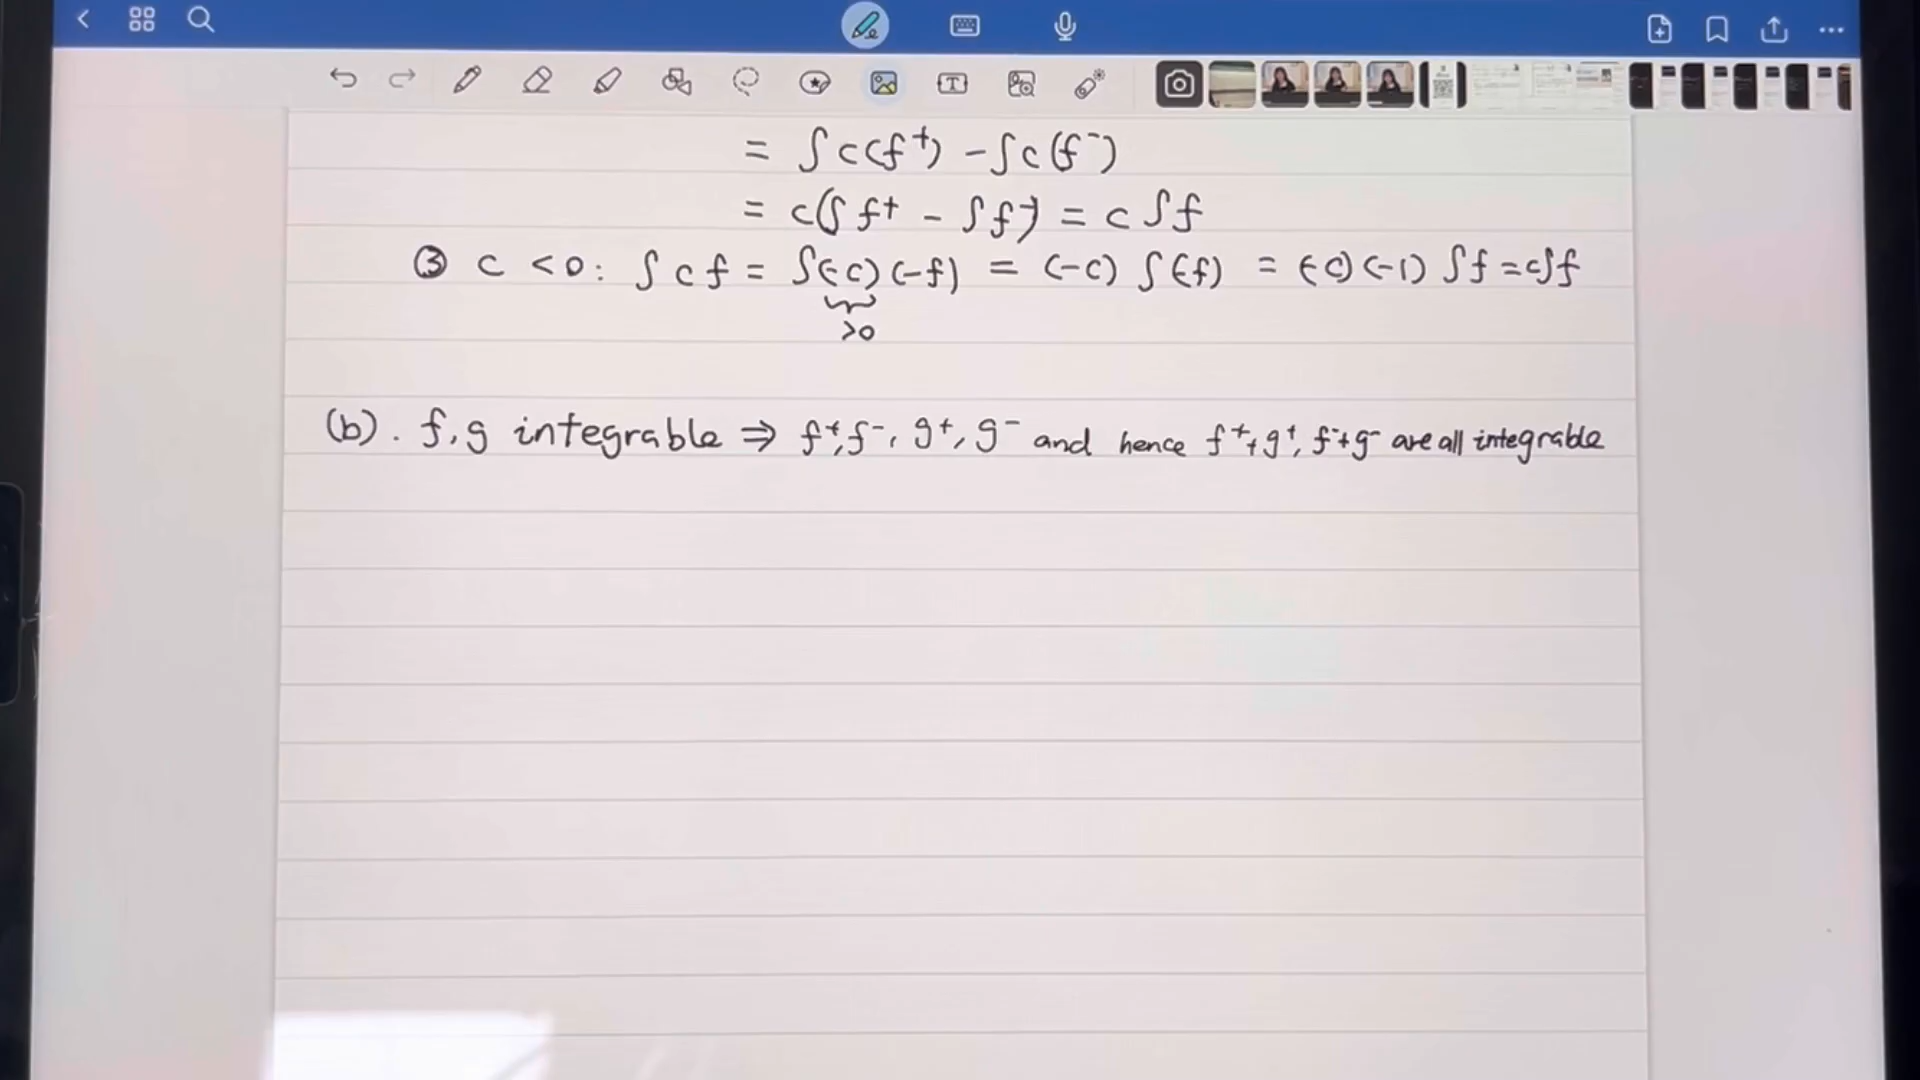 = ∫c(f⁺) - ∫c(f⁻)
= c(∫f⁺ - ∫f⁻) = c∫f
③ c < 0 : ∫cf = ∫(-c)(-f) = (-c) ∫(-f) = (-c)(-1) ∫f = c∫f
>0
(b). f, g integrable ⇒ f⁺, f⁻, g⁺, g⁻ and hence f⁺+g⁺, f⁻+g⁻ are all integrable